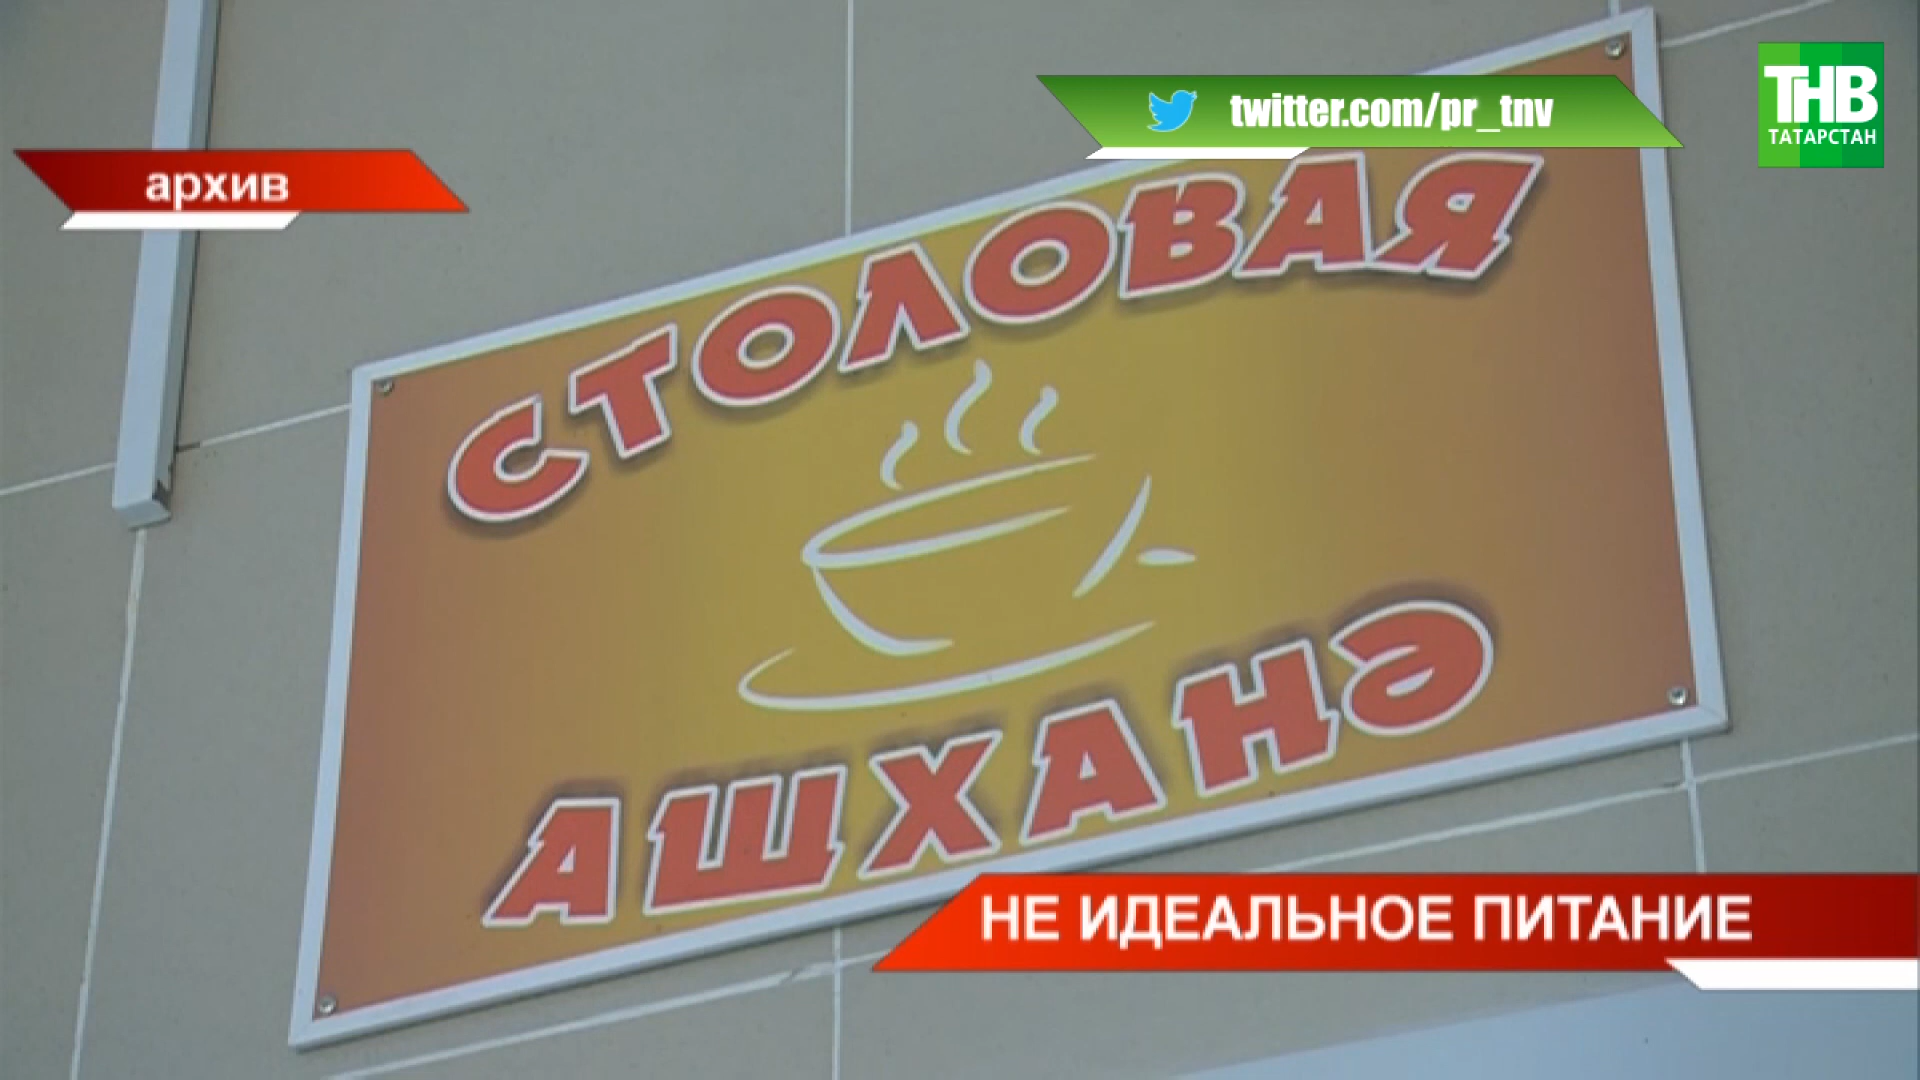 twitter.com/pr_tnv
ТНВ
ТАТАРСТАН
архив
СТОЛОВАЯ
АШХАНӘ
НЕ ИДЕАЛЬНОЕ ПИТАНИЕ